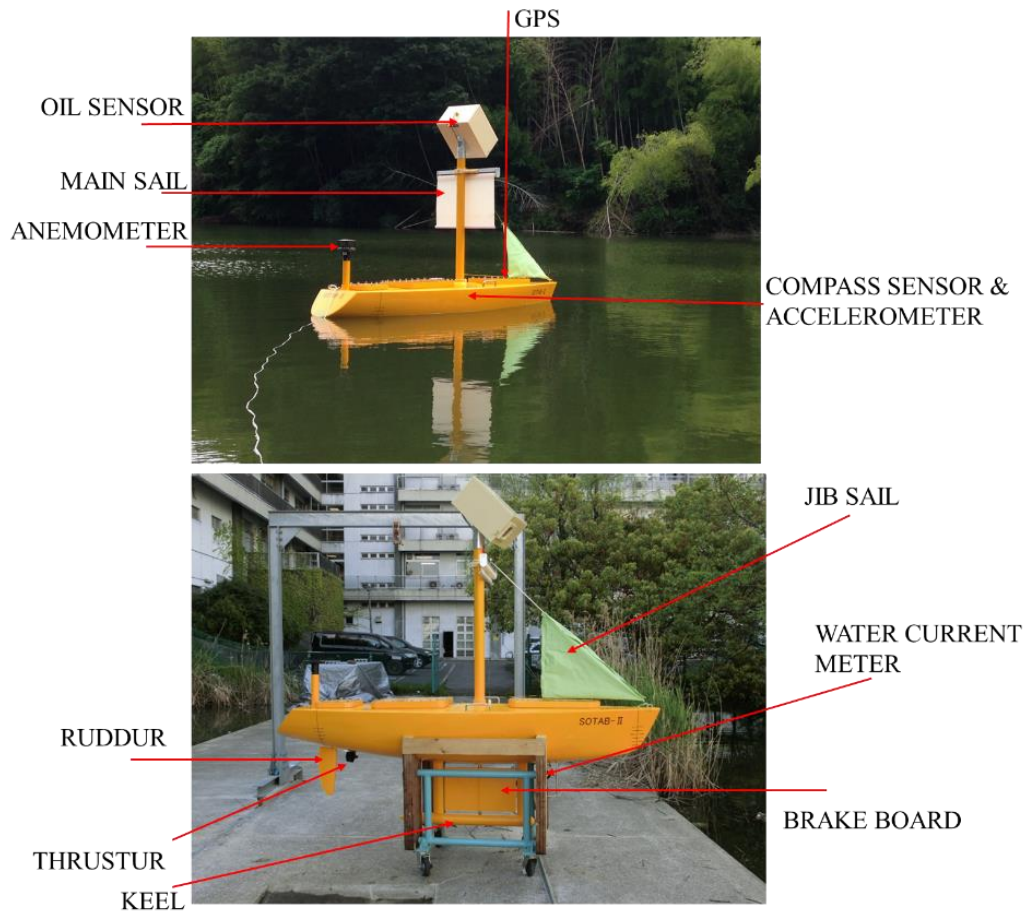 GPS
OIL SENSOR
MAIN SAIL
ANEMOMETER
COMPASS SENSOR &
ACCELEROMETER
JIB SAIL
WATER CURRENT
METER
SOTAB-II
RUDDUR
BRAKE BOARD
THRUSTUR
KEEL